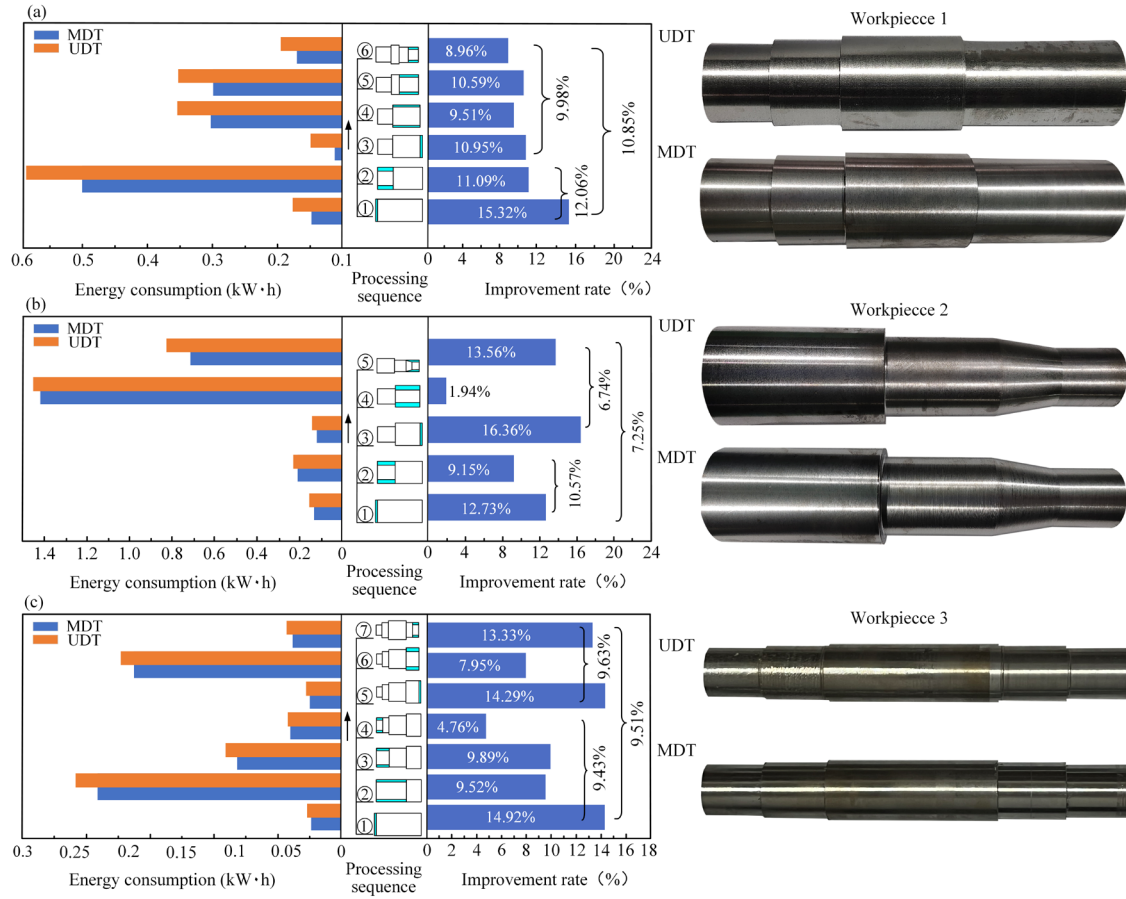 (a)
MDT
UDT
⑥
⑤
④
③
②
①
8.96%
10.59%
9.51%
10.95%
11.09%
15.32%
9.98%
12.06%
10.85%
0.6 0.5 0.4 0.3 0.2 0.1
0 4 8 12 16 20 24
Energy consumption (kW·h)
Processing
sequence
Improvement rate（%）
Workpiecce 1
UDT
MDT
(b)
MDT
UDT
⑤
④
③
②
①
13.56%
1.94%
16.36%
9.15%
12.73%
6.74%
10.57%
7.25%
1.4 1.2 1.0 0.8 0.6 0.4 0.2 0
0 4 8 12 16 20 24
Energy consumption (kW·h)
Processing
sequence
Improvement rate（%）
Workpiecce 2
UDT
MDT
(c)
MDT
UDT
⑦
⑥
⑤
④
③
②
①
13.33%
7.95%
14.29%
4.76%
9.89%
9.52%
14.92%
9.63%
9.43%
9.51%
0.3 0.25 0.2 0.15 0.1 0.05 0
0 2 4 6 8 10 12 14 16 18
Energy consumption (kW·h)
Processing
sequence
Improvement rate（%）
Workpiecce 3
UDT
MDT